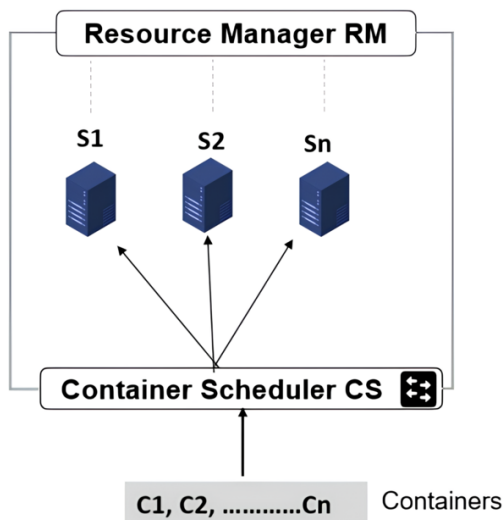 Resource Manager RM
S1 S2 Sn
Container Scheduler CS
C1, C2, ............Cn Containers